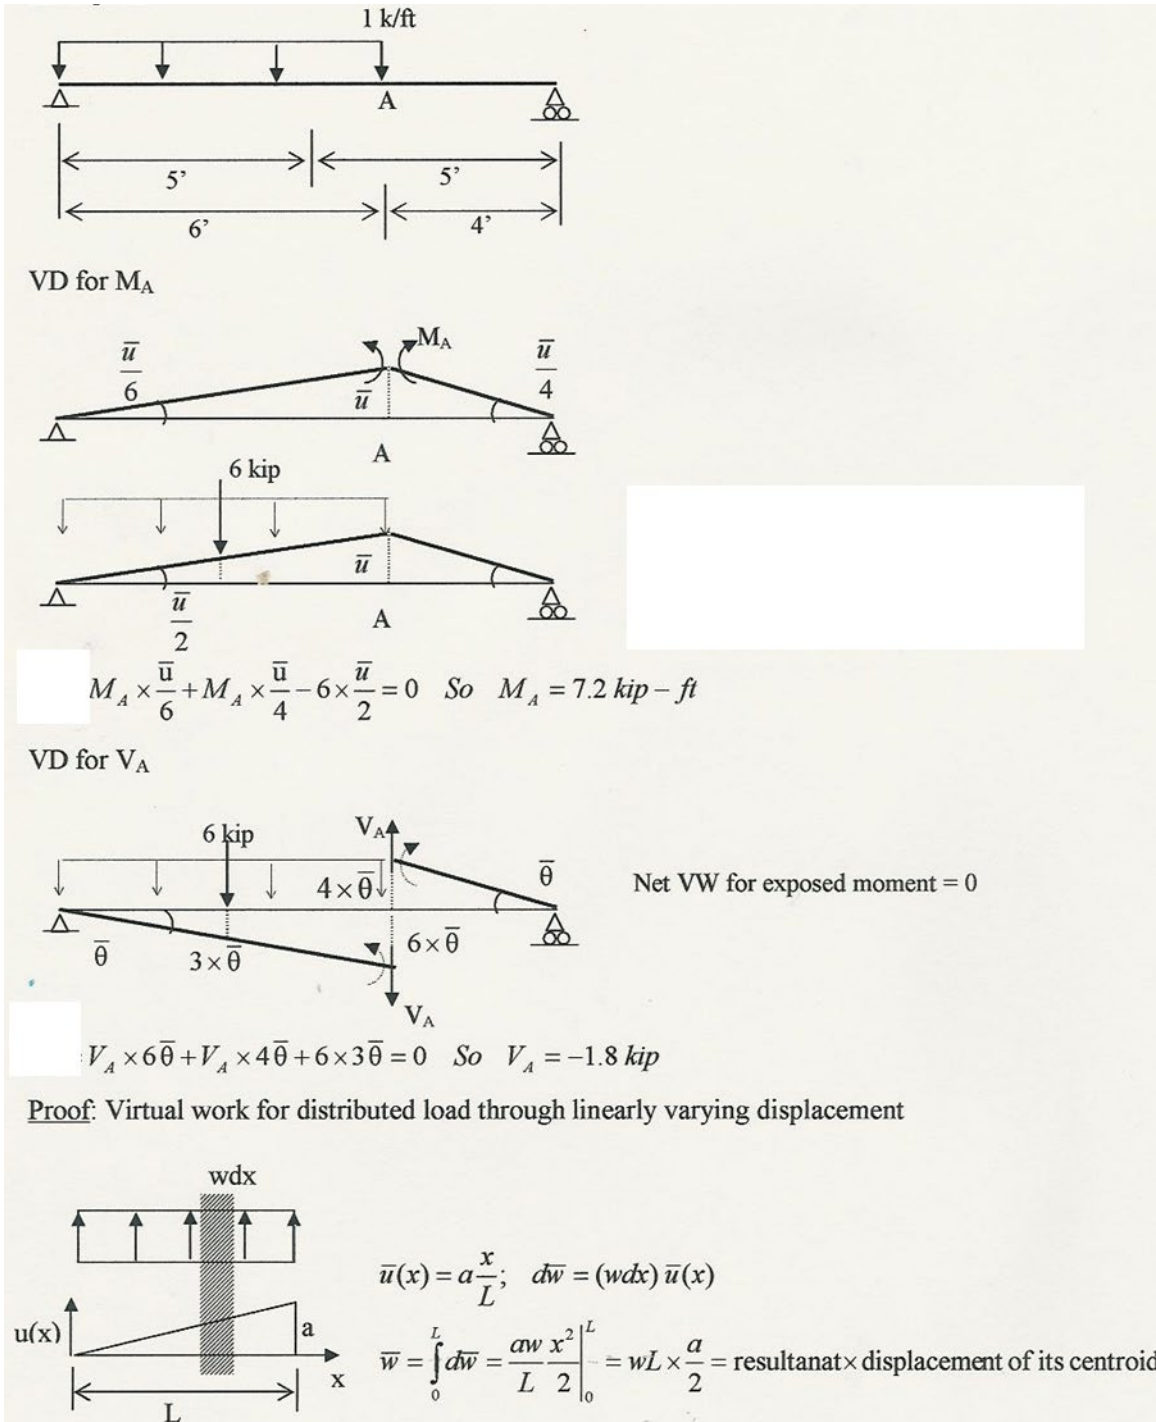 1 k/ft
A
5’ 5’
6’ 4’
VD for M_A
u̅/6 M_A u̅/4
u̅
A
6 kip
u̅
u̅/2 A
M_A × u̅/6 + M_A × u̅/4 − 6 × u̅/2 = 0 So M_A = 7.2 kip − ft
VD for V_A
6 kip V_A
4 × θ̅ θ̅ Net VW for exposed moment = 0
θ̅ 3 × θ̅ 6 × θ̅
V_A
V_A × 6θ̅ + V_A × 4θ̅ + 6 × 3θ̅ = 0 So V_A = −1.8 kip
Proof: Virtual work for distributed load through linearly varying displacement
wdx
u̅(x) = a x/L; dw̅ = (wdx) u̅(x)
u(x) a
w̅ = ∫₀ᴸ dw̅ = aw/L x²/2 |₀ᴸ = wL × a/2 = resultanat × displacement of its centroid
x
L